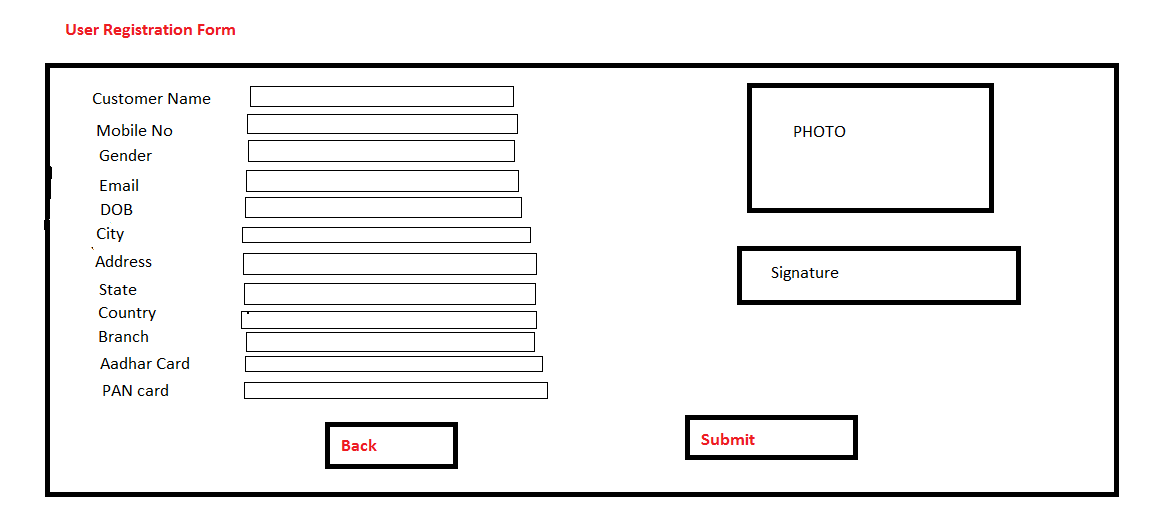 User Registration Form
Customer Name
Mobile No
Gender
Email
DOB
City
Address
State
Country
Branch
Aadhar Card
PAN card
PHOTO
Signature
Back
Submit